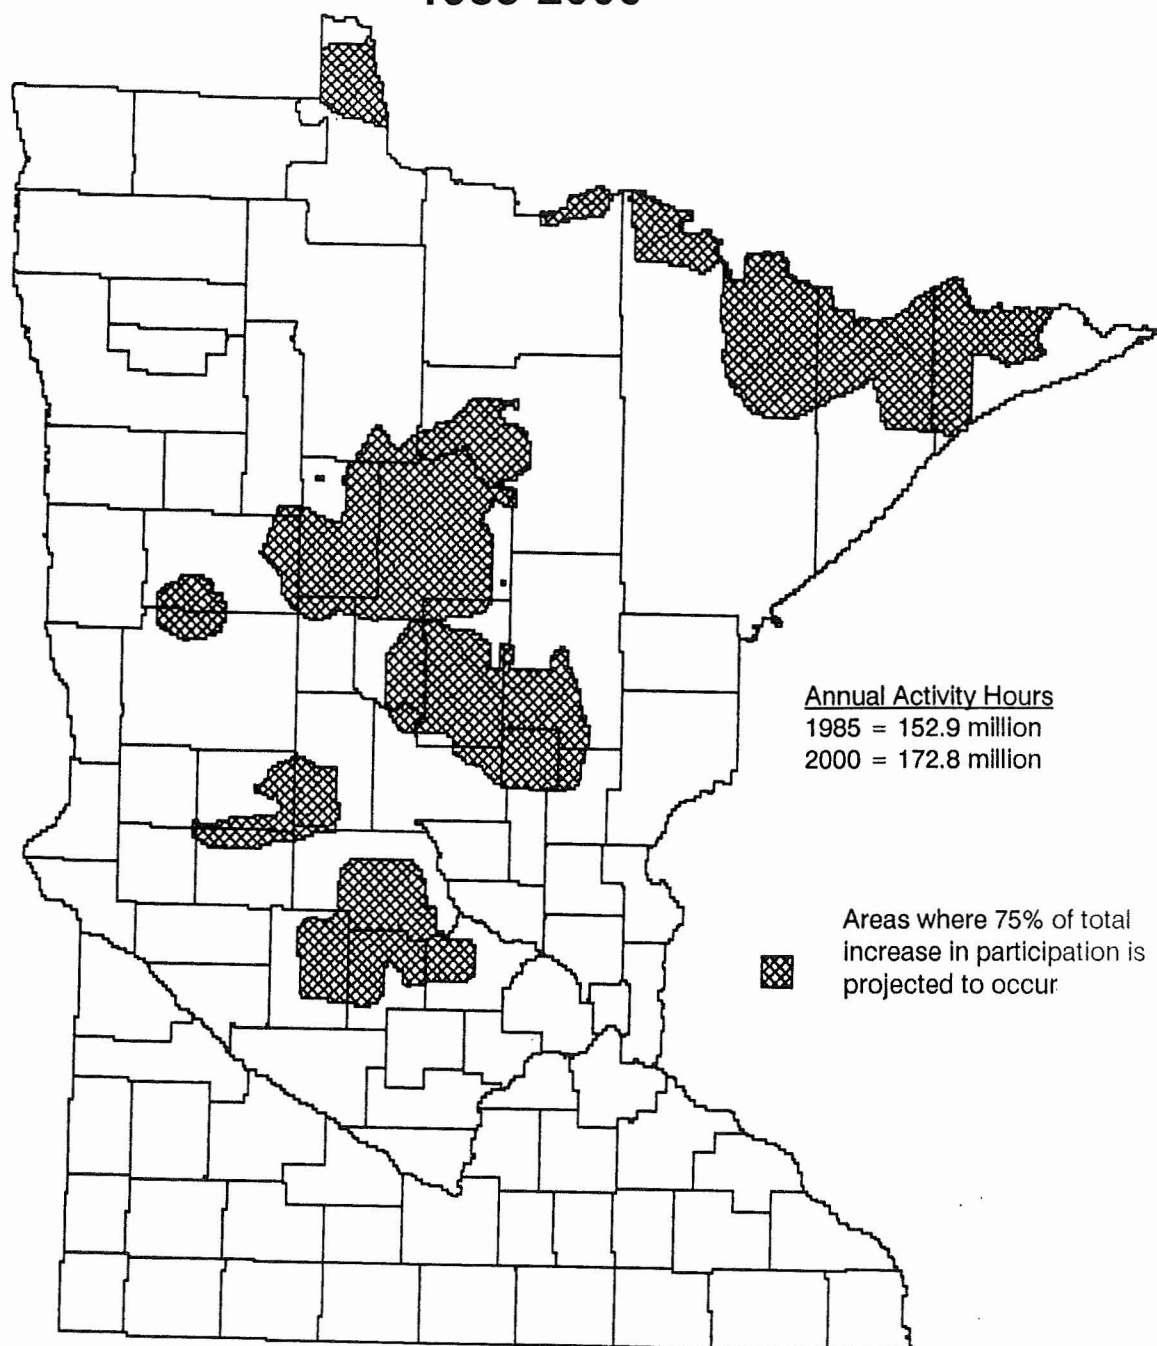 Annual Activity Hours
1985 = 152.9 million
2000 = 172.8 million
Areas where 75% of total
increase in participation is
projected to occur